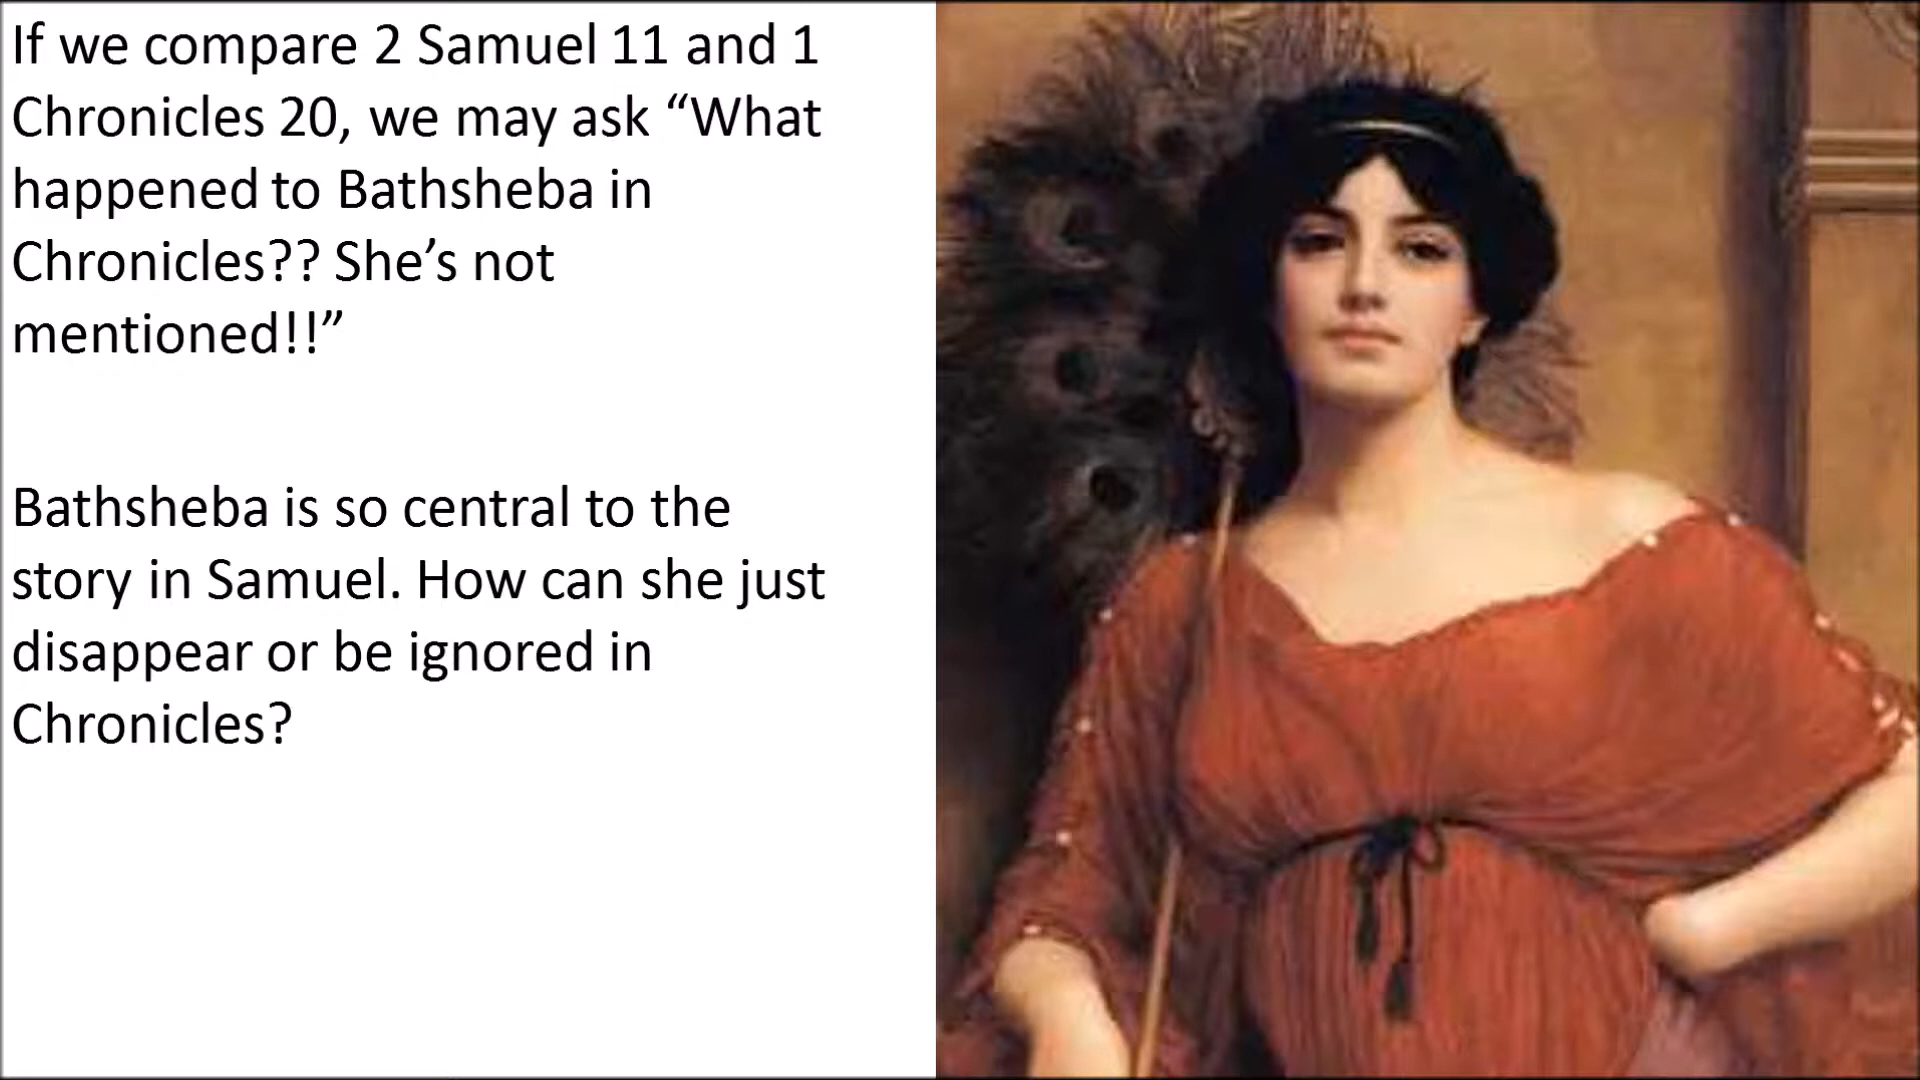 If we compare 2 Samuel 11 and 1
Chronicles 20, we may ask “What
happened to Bathsheba in
Chronicles?? She’s not
mentioned!!”
Bathsheba is so central to the
story in Samuel. How can she just
disappear or be ignored in
Chronicles?